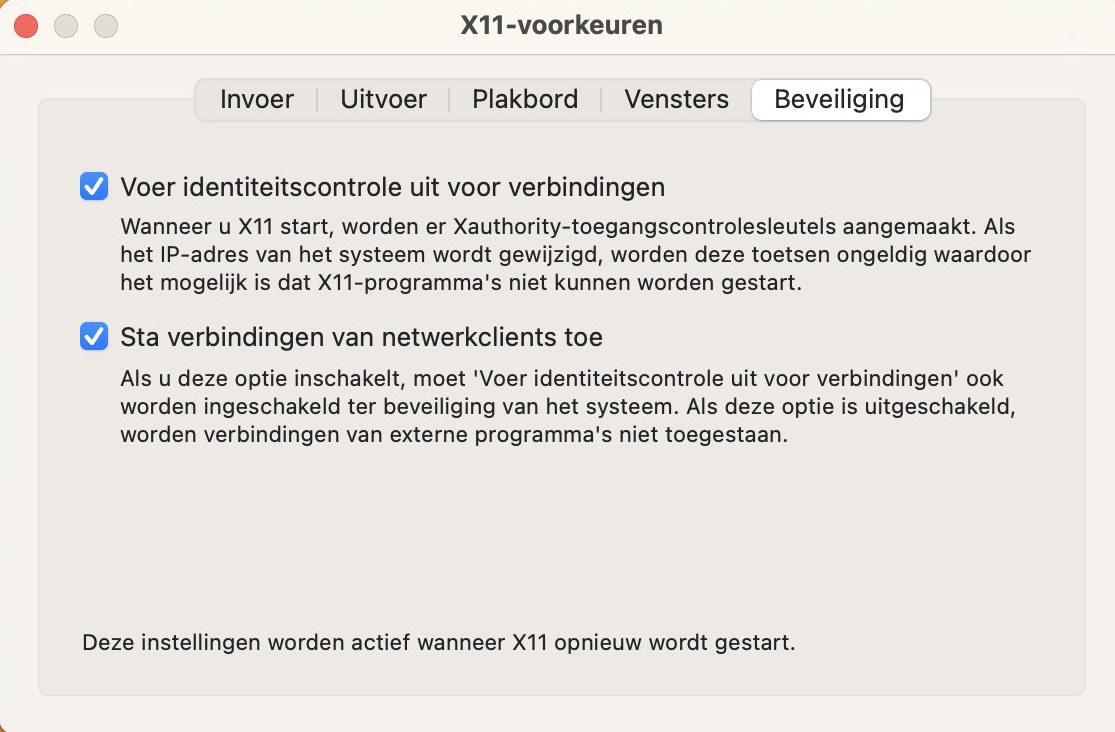 X11-voorkeuren
Invoer
Uitvoer
Plakbord
Vensters
Beveiliging
Voer identiteitscontrole uit voor verbindingen
Wanneer u X11 start, worden er Xauthority-toegangscontrolesleutels aangemaakt. Als
het IP-adres van het systeem wordt gewijzigd, worden deze toetsen ongeldig waardoor
het mogelijk is dat X11-programma's niet kunnen worden gestart.
Sta verbindingen van netwerkclients toe
Als u deze optie inschakelt, moet 'Voer identiteitscontrole uit voor verbindingen' ook
worden ingeschakeld ter beveiliging van het systeem. Als deze optie is uitgeschakeld,
worden verbindingen van externe programma's niet toegestaan.
Deze instellingen worden actief wanneer X11 opnieuw wordt gestart.